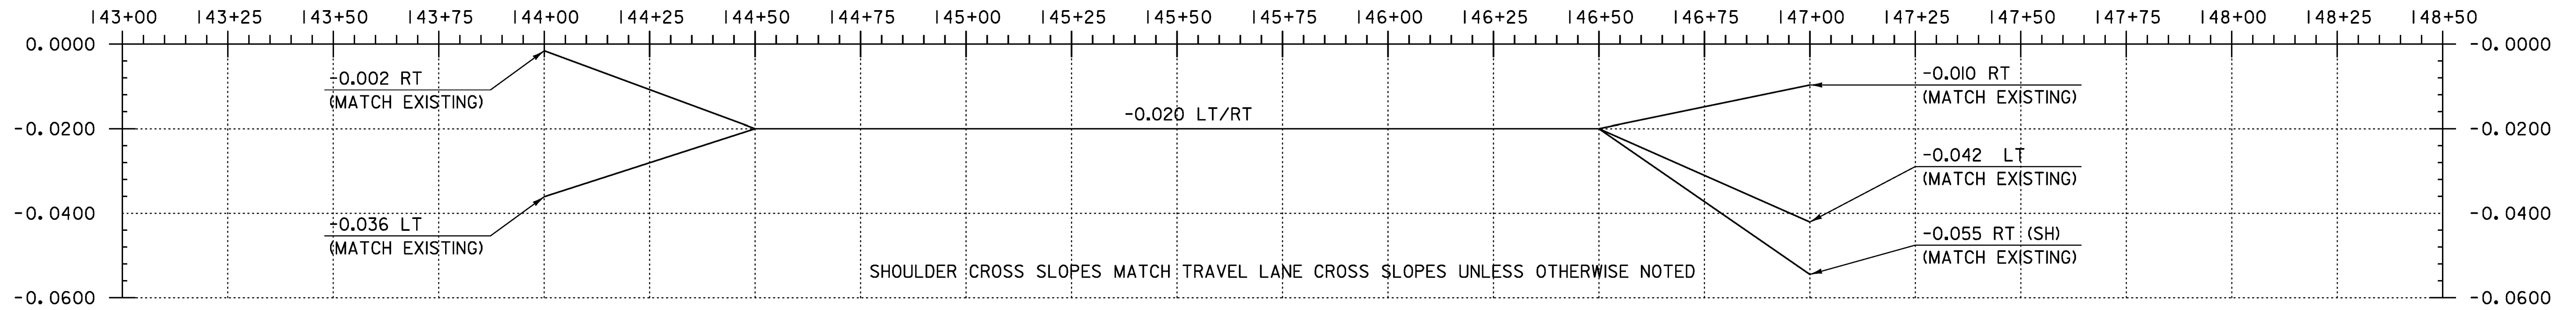 143+00 143+25 143+50 143+75 144+00 144+25 144+50 144+75 145+00 145+25 145+50 145+75 146+00 146+25 146+50 146+75 147+00 147+25 147+50 147+75 148+00 148+25 148+50
0.0000
-0.0200
-0.0400
-0.0600
-0.002 RT
(MATCH EXISTING)
-0.036 LT
(MATCH EXISTING)
-0.020 LT/RT
SHOULDER CROSS SLOPES MATCH TRAVEL LANE CROSS SLOPES UNLESS OTHERWISE NOTED
-0.010 RT
(MATCH EXISTING)
-0.042 LT
(MATCH EXISTING)
-0.055 RT (SH)
(MATCH EXISTING)
-0.0000
-0.0200
-0.0400
-0.0600